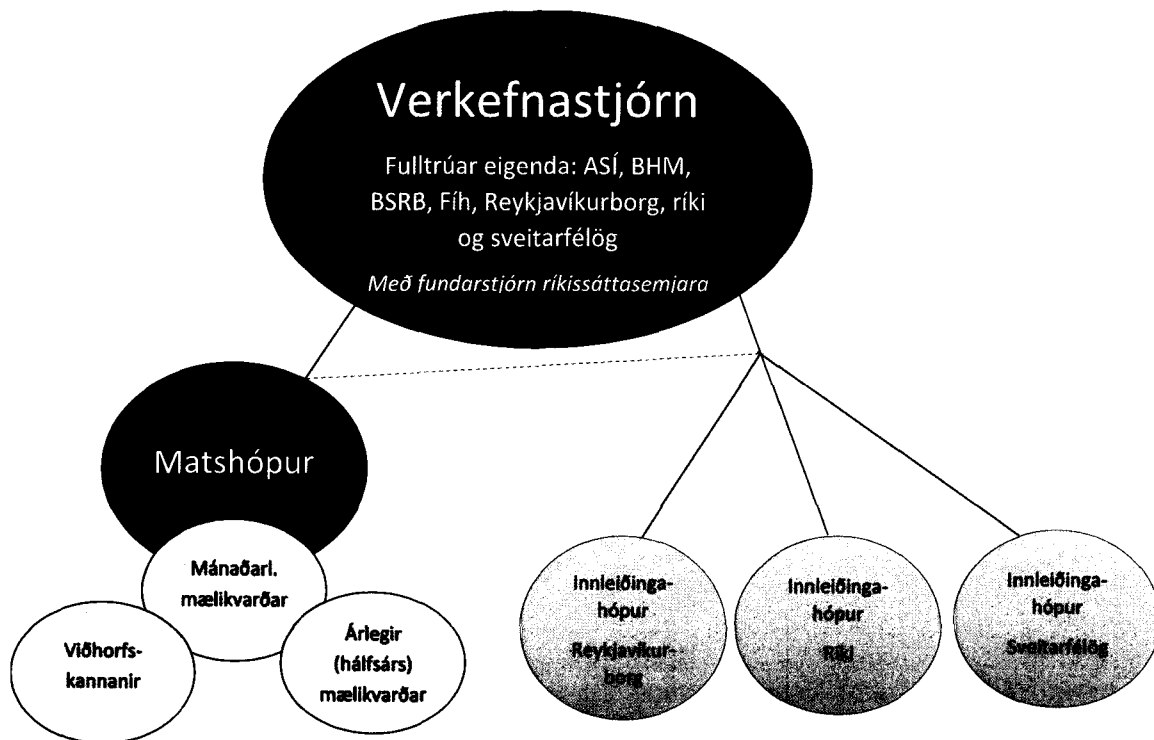 Verkefnastjórn
Fulltrúar eigenda: ASÍ, BHM,
BSRB, Fíh, Reykjavíkurborg, ríki
og sveitarfélög
Með fundarstjórn ríkissáttasemjara
Matshópur
Mánaðarl.
mælikvarðar
Viðhorfs-
kannanir
Árlegir
(hálfsárs)
mælikvarðar
Innleiðinga-
hópur
Reykjavíkur-
borg
Innleiðinga-
hópur
Ríki
Innleiðinga-
hópur
Sveitarfélög